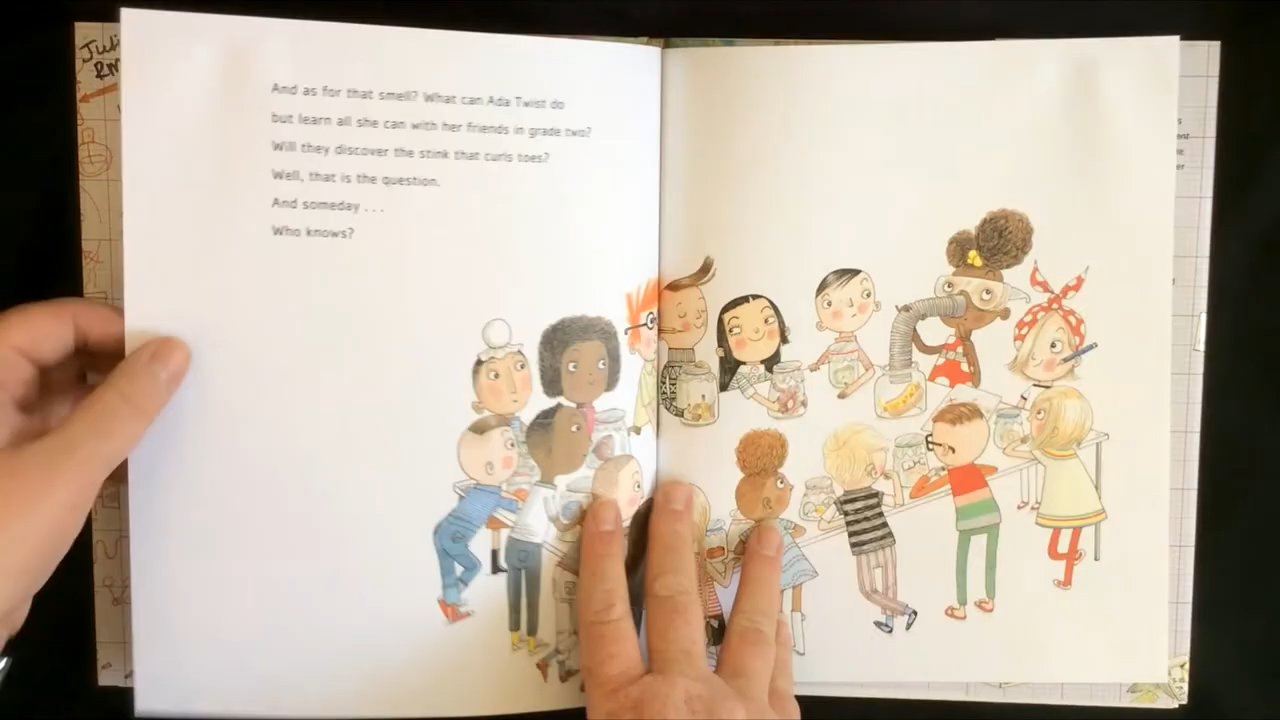 And as for that smell? What can Ada Twist do
but learn all she can with her friends in grade two?
Will they discover the stink that curls toes?
Well, that is the question.
And someday . . .
Who knows?